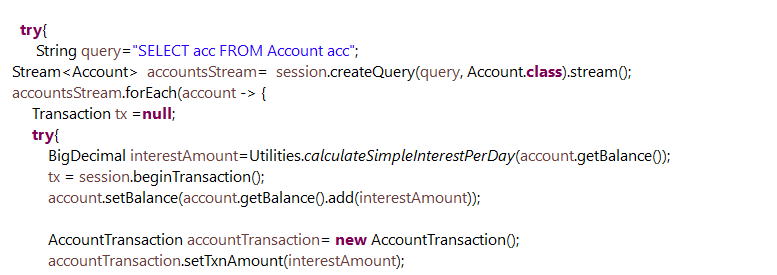 try{
String query="SELECT acc FROM Account acc";
Stream<Account> accountsStream= session.createQuery(query, Account.class).stream();
accountsStream.forEach(account -> {
Transaction tx =null;
try{
BigDecimal interestAmount=Utilities.calculateSimpleInterestPerDay(account.getBalance());
tx = session.beginTransaction();
account.setBalance(account.getBalance().add(interestAmount));
AccountTransaction accountTransaction= new AccountTransaction();
accountTransaction.setTxnAmount(interestAmount);